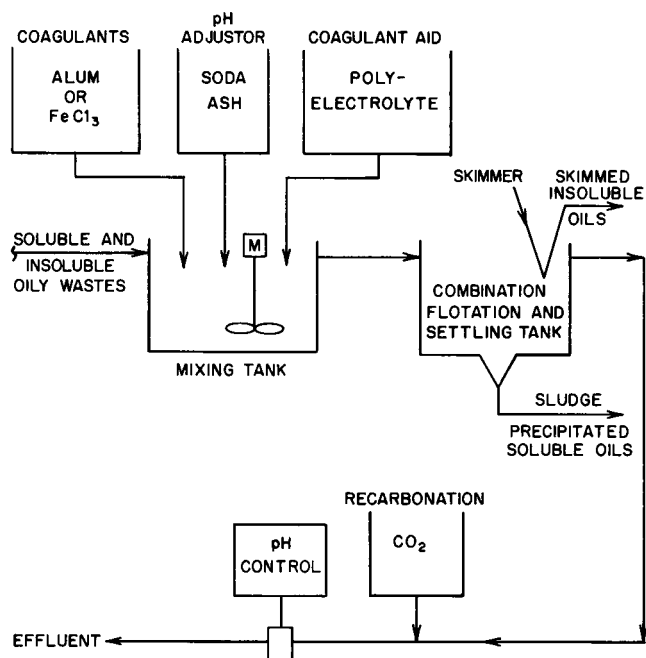 COAGULANTS
ALUM
OR
FeCl3
pH
ADJUSTOR
SODA
ASH
COAGULANT AID
POLY-
ELECTROLYTE
SKIMMER
SKIMMED
INSOLUBLE
OILS
SOLUBLE AND
INSOLUBLE
OILY WASTES
M
MIXING TANK
COMBINATION
FLOTATION AND
SETTLING TANK
SLUDGE
PRECIPITATED
SOLUBLE OILS
RECARBONATION
CO2
pH
CONTROL
EFFLUENT